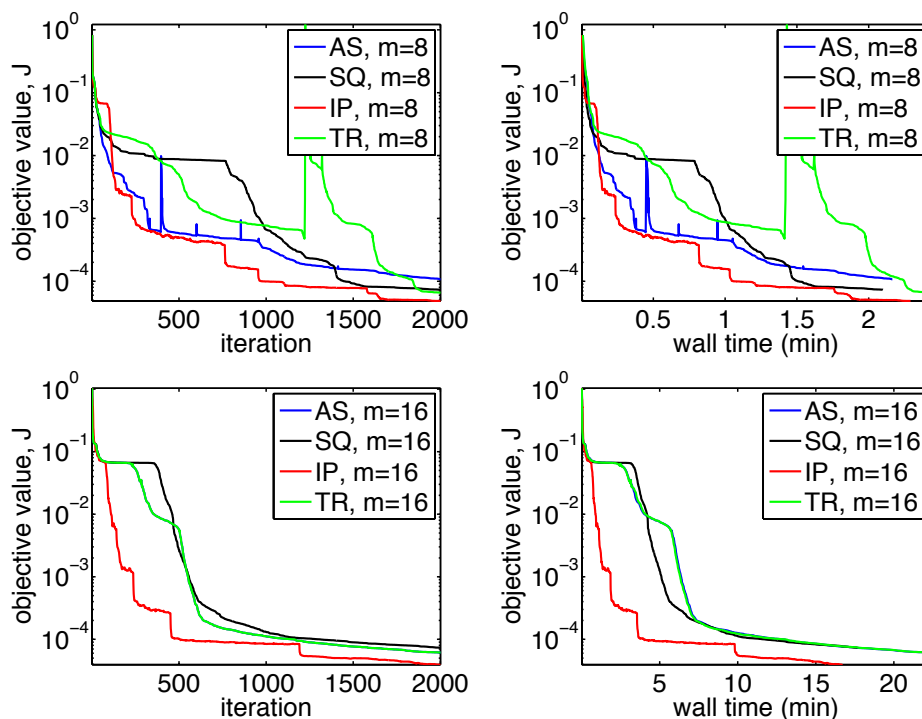 objective value, J
10^0
10^-1
10^-2
10^-3
10^-4
500 1000 1500 2000
iteration
AS, m=8
SQ, m=8
IP, m=8
TR, m=8
objective value, J
10^0
10^-1
10^-2
10^-3
10^-4
0.5 1 1.5 2
wall time (min)
AS, m=8
SQ, m=8
IP, m=8
TR, m=8
objective value, J
10^0
10^-1
10^-2
10^-3
10^-4
500 1000 1500 2000
iteration
AS, m=16
SQ, m=16
IP, m=16
TR, m=16
objective value, J
10^0
10^-1
10^-2
10^-3
10^-4
5 10 15 20
wall time (min)
AS, m=16
SQ, m=16
IP, m=16
TR, m=16